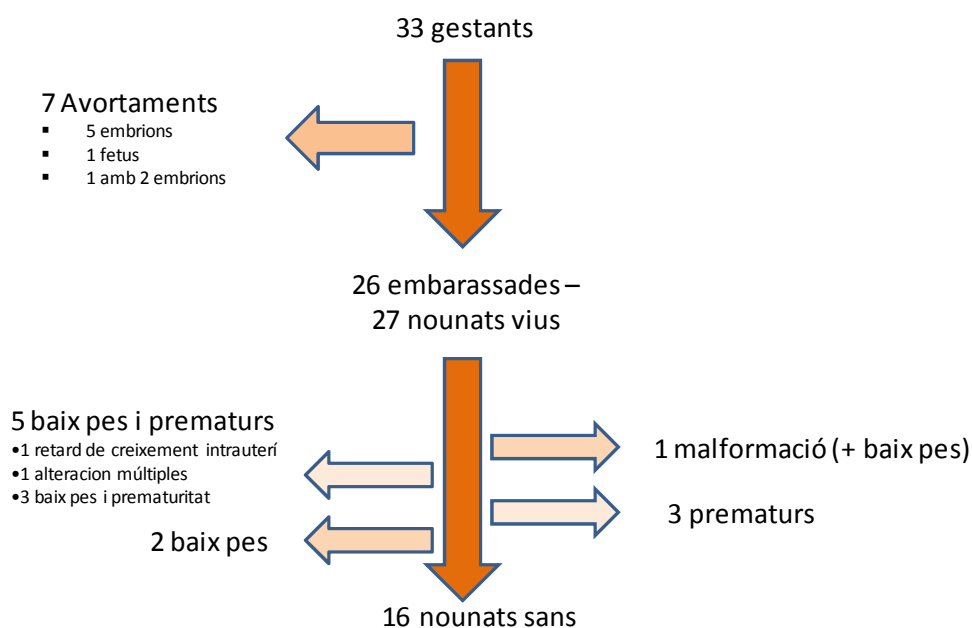 33 gestants
7 Avortaments
▪ 5 embrions
▪ 1 fetus
▪ 1 amb 2 embrions
26 embarassades –
27 nounats vius
5 baix pes i prematurs
•1 retard de creixement intrauterí
•1 alteracion múltiples
•3 baix pes i prematuritat
2 baix pes
1 malformació (+ baix pes)
3 prematurs
16 nounats sans